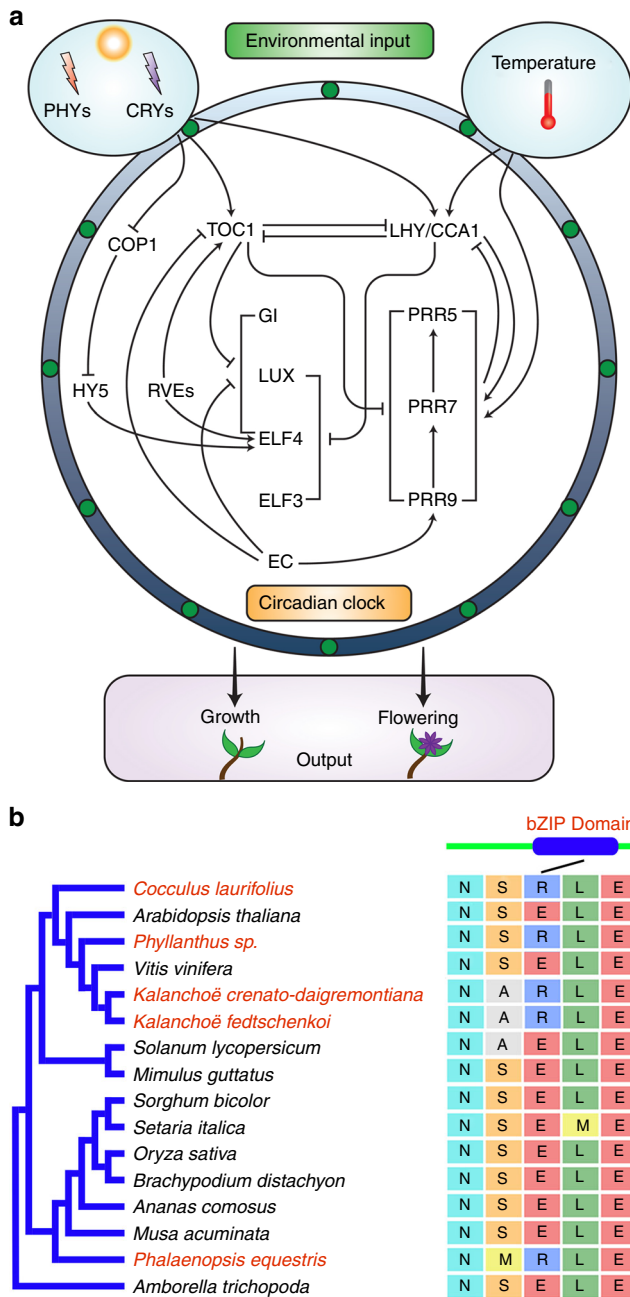 a
Environmental input
PHYs CRYs
Temperature
COP1
TOC1
LHY/CCA1
GI
PRR5
LUX
HY5
RVEs
PRR7
ELF4
ELF3
PRR9
EC
Circadian clock
Growth
Flowering
Output
b
bZIP Domain
Cocculus laurifolius N S R L E
Arabidopsis thaliana N S E L E
Phyllanthus sp. N S R L E
Vitis vinifera N S E L E
Kalanchoë crenato-daigremontiana N A R L E
Kalanchoë fedtschenkoi N A R L E
Solanum lycopersicum N A E L E
Mimulus guttatus N S E L E
Sorghum bicolor N S E L E
Setaria italica N S E M E
Oryza sativa N S E L E
Brachypodium distachyon N S E L E
Ananas comosus N S E L E
Musa acuminata N S E L E
Phalaenopsis equestris N M R L E
Amborella trichopoda N S E L E